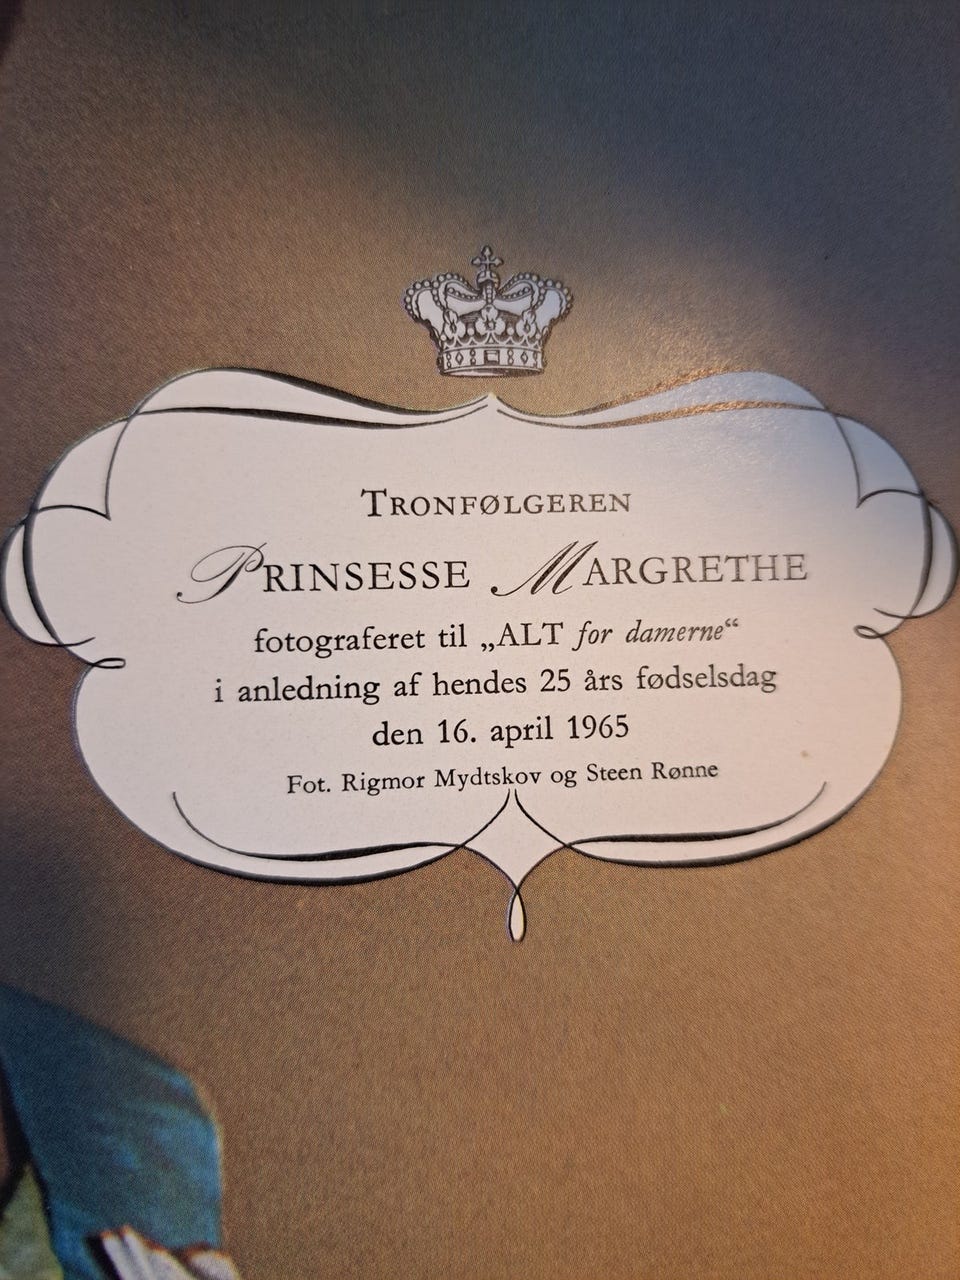 TRONFØLGEREN
PRINSESSE MARGRETHE
fotograferet til „ALT for damerne“
i anledning af hendes 25 års fødselsdag
den 16. april 1965
Fot. Rigmor Mydtskov og Steen Rønne